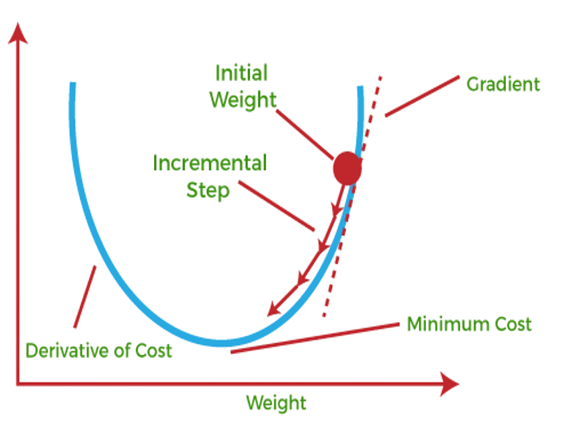 Initial
Weight
Gradient
Incremental
Step
Minimum Cost
Derivative of Cost
Weight